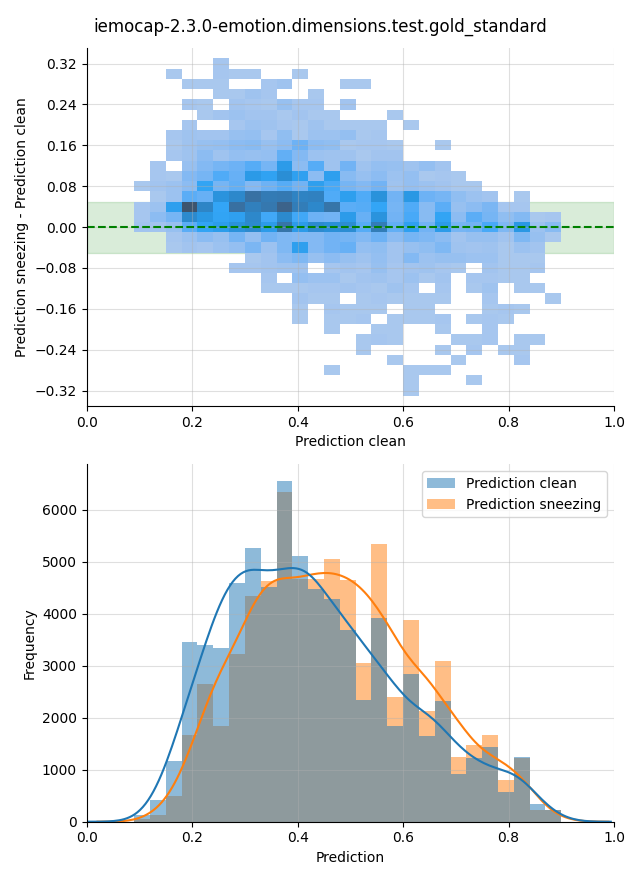 iemocap-2.3.0-emotion.dimensions.test.gold_standard
Prediction sneezing - Prediction clean
0.32
0.24
0.16
0.08
0.00
−0.08
−0.16
−0.24
−0.32
0.0 0.2 0.4 0.6 0.8 1.0
Prediction clean
Prediction clean
Prediction sneezing
Frequency
6000
5000
4000
3000
2000
1000
0
0.0 0.2 0.4 0.6 0.8 1.0
Prediction